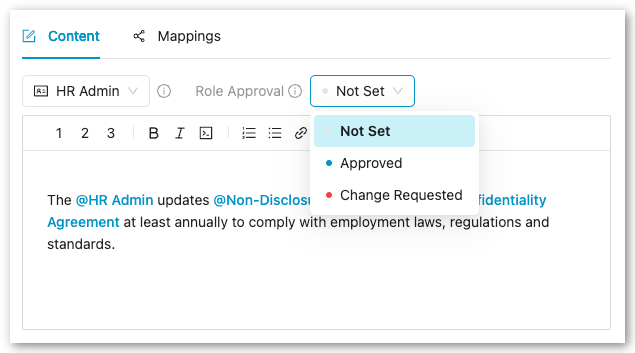 Content Mappings
HR Admin Role Approval Not Set
1 2 3 B I
Not Set
Approved
Change Requested
The @HR Admin updates @Non-Disclosu fidentiality
Agreement at least annually to comply with employment laws, regulations and
standards.